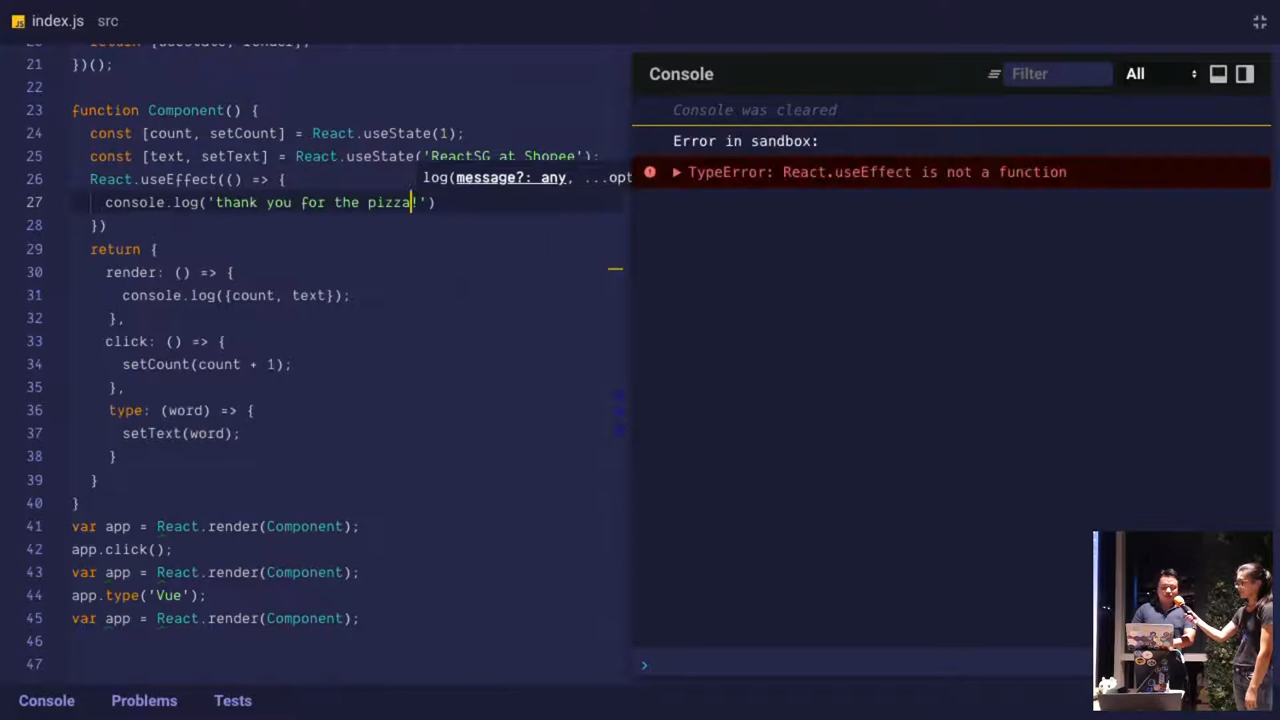 JS index.js src
21 })();
22
23 function Component() {
24 const [count, setCount] = React.useState(1);
25 const [text, setText] = React.useState('ReactSG at Shopee');
26 React.useEffect(() => {
log(message?: any, ...opt
27 console.log('thank you for the pizza!')
28 })
29 return {
30 render: () => {
31 console.log({count, text});
32 },
33 click: () => {
34 setCount(count + 1);
35 },
36 type: (word) => {
37 setText(word);
38 }
39 }
40 }
41 var app = React.render(Component);
42 app.click();
43 var app = React.render(Component);
44 app.type('Vue');
45 var app = React.render(Component);
46
47
Console Problems Tests
Console Filter All
Console was cleared
Error in sandbox:
TypeError: React.useEffect is not a function